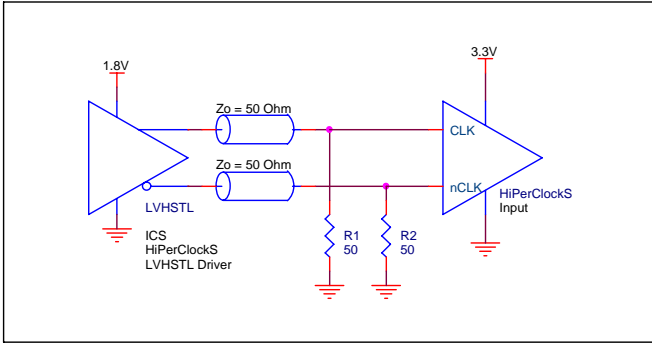 1.8V
3.3V
Zo = 50 Ohm
CLK
Zo = 50 Ohm
nCLK
HiPerClockS
Input
LVHSTL
ICS
HiPerClockS
LVHSTL Driver
R1
50
R2
50